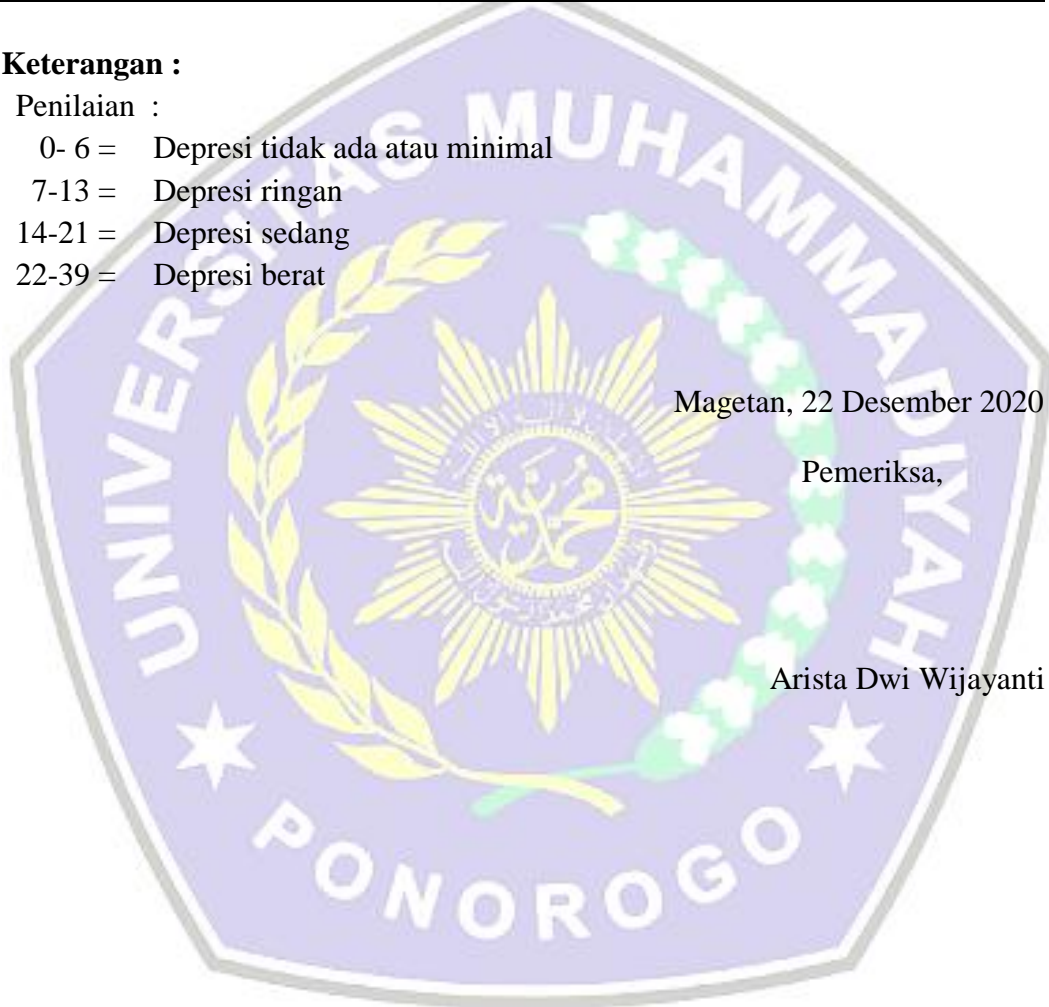 Keterangan :
Penilaian :
0- 6 = Depresi tidak ada atau minimal
7-13 = Depresi ringan
14-21 = Depresi sedang
22-39 = Depresi berat
Magetan, 22 Desember 2020
Pemeriksa,
Arista Dwi Wijayanti
UNIVERSITAS MUHAMMADIYAH
PONOROGO